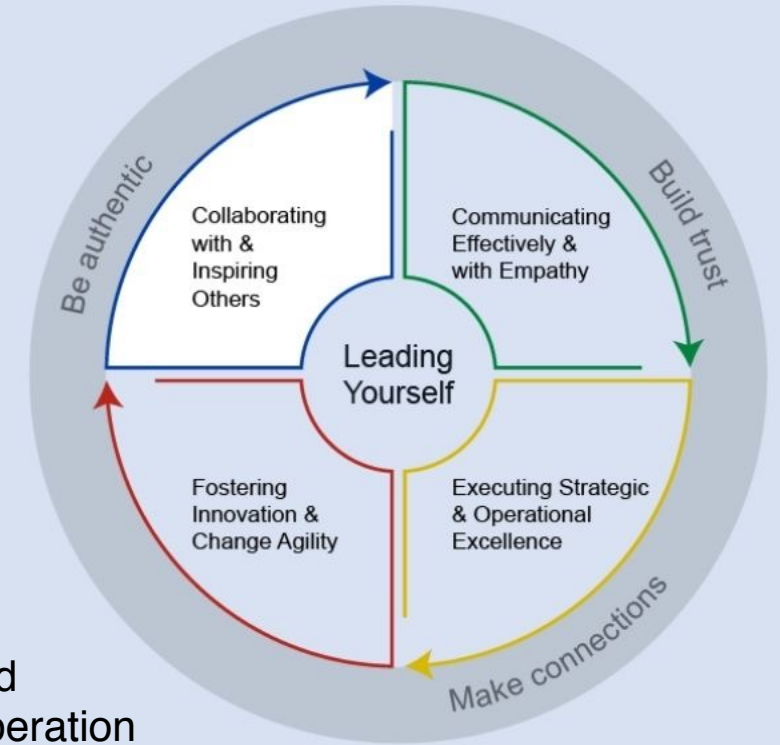 Be authentic
Build trust
Collaborating
with &
Inspiring
Others
Communicating
Effectively &
with Empathy
Leading
Yourself
Fostering
Innovation &
Change Agility
Executing Strategic
& Operational
Excellence
Make connections